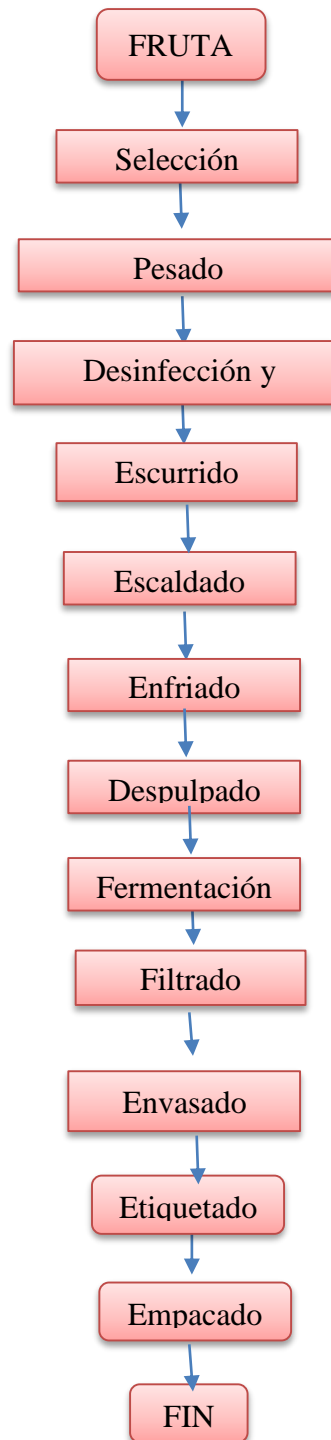 FRUTA
Selección
Pesado
Desinfección y
Escurrido
Escaldado
Enfriado
Despulpado
Fermentación
Filtrado
Envasado
Etiquetado
Empacado
FIN